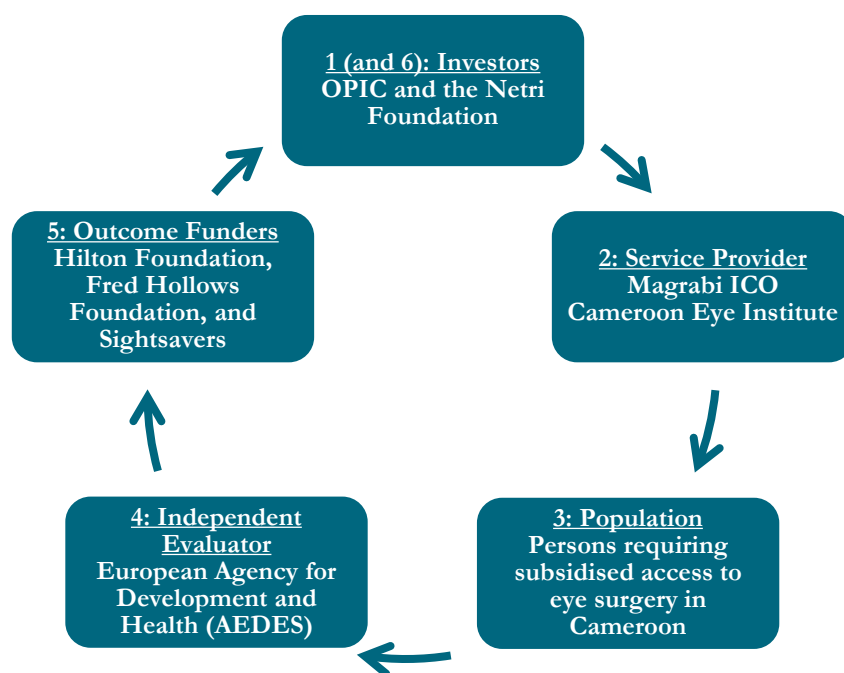 1 (and 6): Investors
OPIC and the Netri
Foundation
2: Service Provider
Magrabi ICO
Cameroon Eye Institute
3: Population
Persons requiring
subsidised access to
eye surgery in
Cameroon
4: Independent
Evaluator
European Agency for
Development and
Health (AEDES)
5: Outcome Funders
Hilton Foundation,
Fred Hollows
Foundation, and
Sightsavers